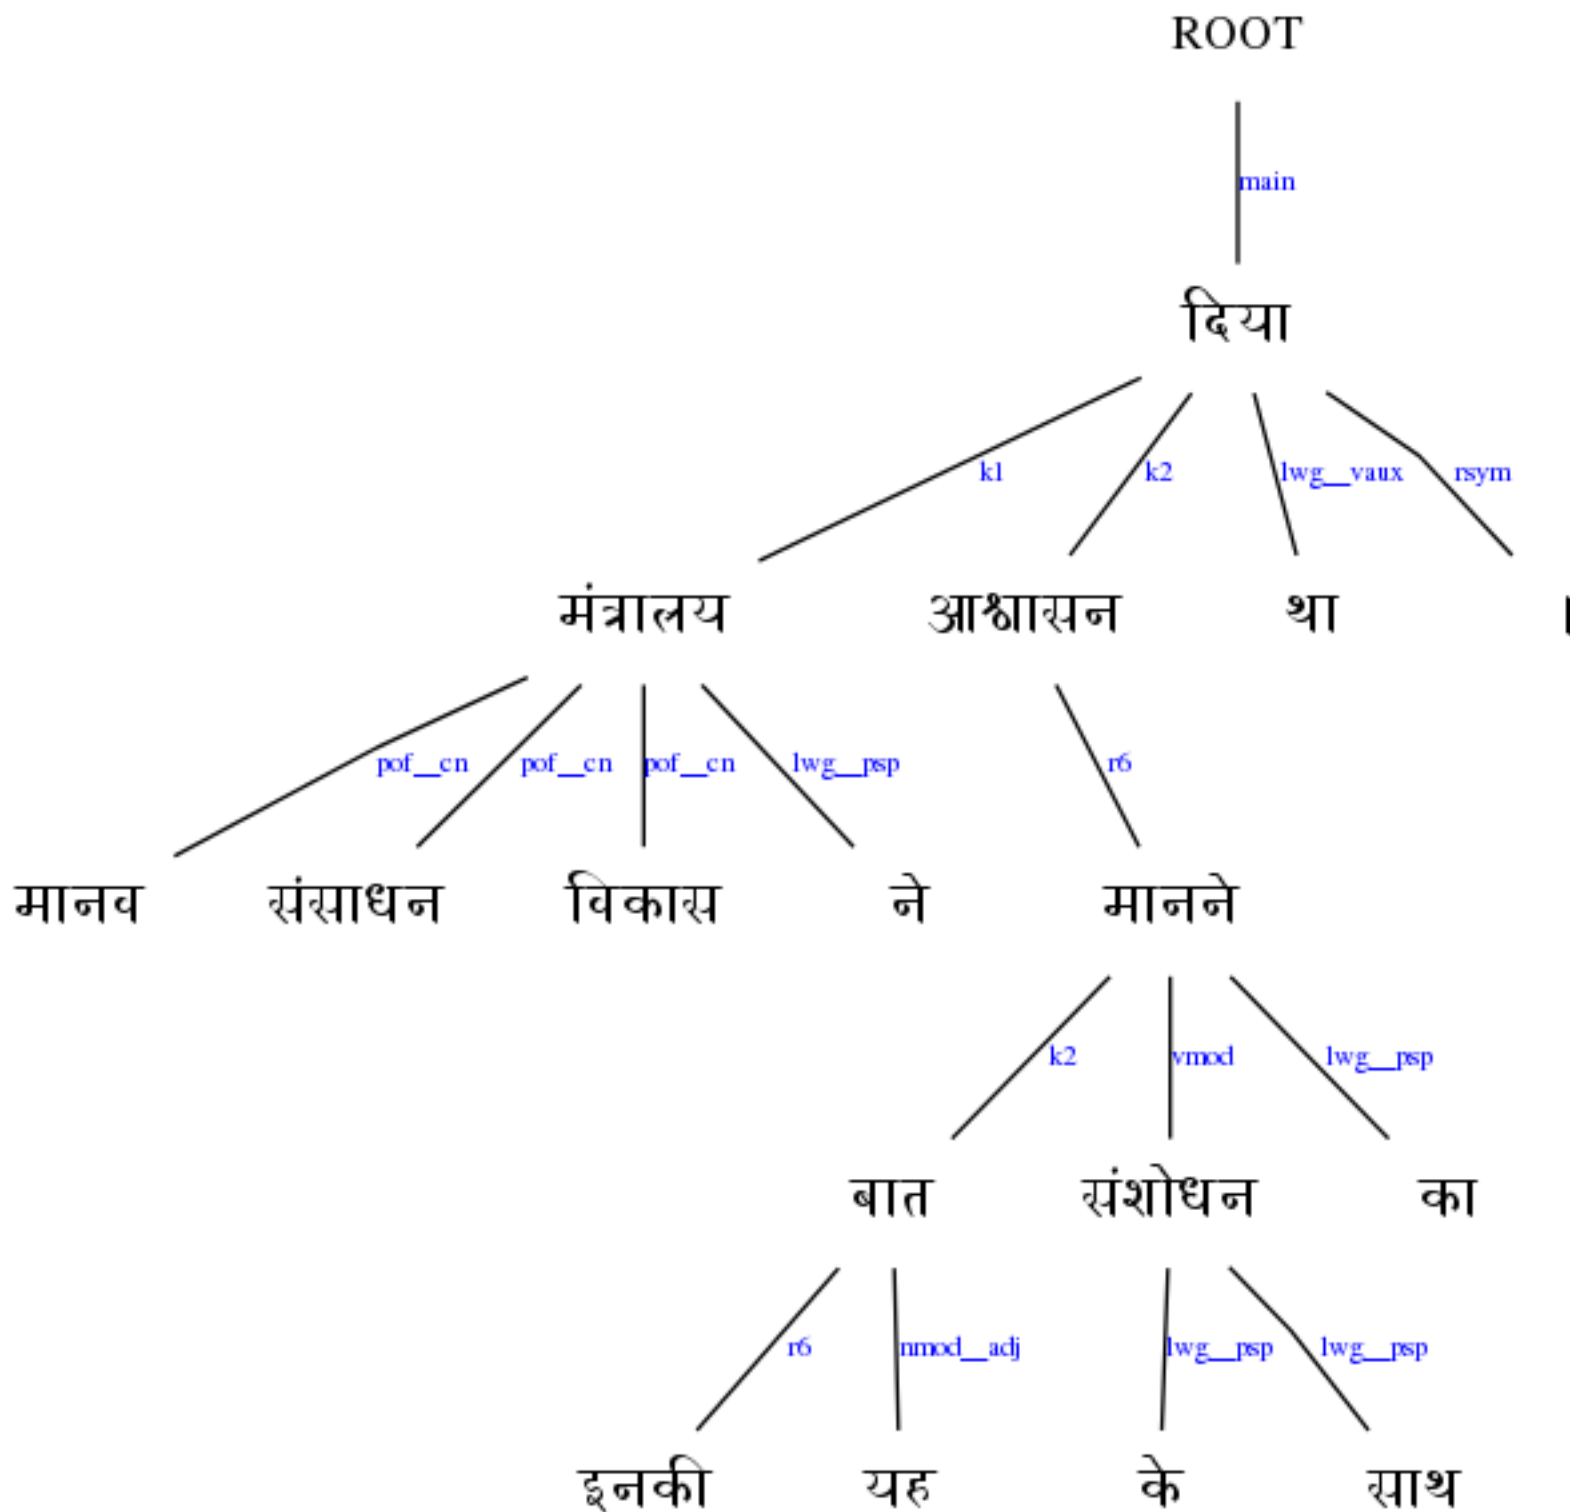 ROOT
main
दिया
k1 k2 lwg__vaux rsym
मंत्रालय आश्वासन था ।
pof__cn pof__cn pof__cn lwg__psp r6
मानव संसाधन विकास ने मानने
k2 vmod lwg__psp
बात संशोधन का
r6 nmod__adj lwg__psp lwg__psp
इनकी यह के साथ